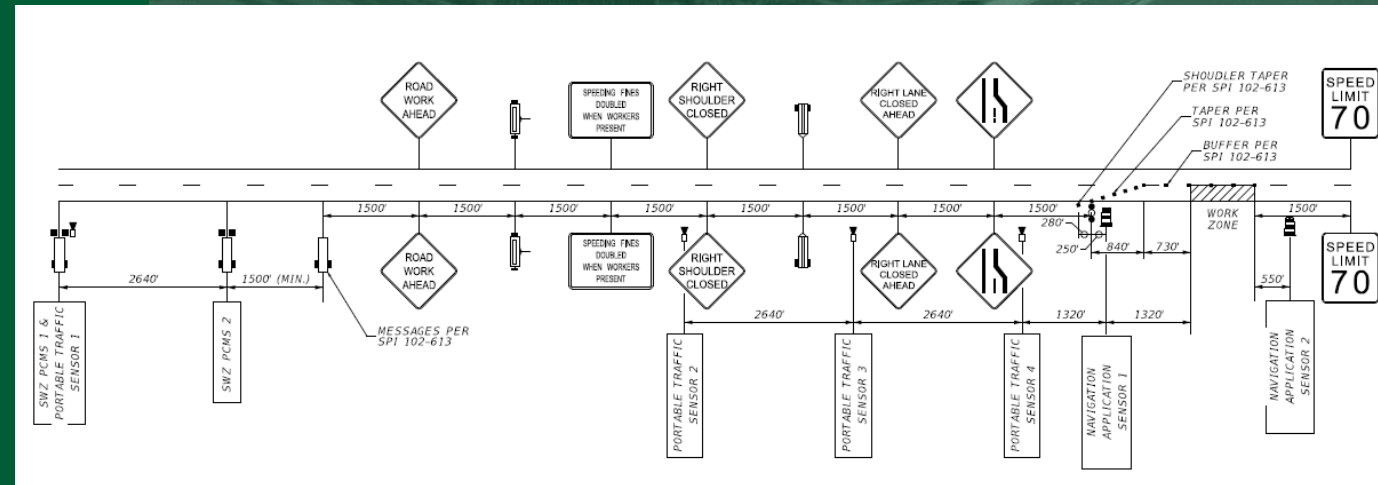 ROAD
WORK
AHEAD
SPEEDING FINES
DOUBLED
WHEN WORKERS
PRESENT
RIGHT
SHOULDER
CLOSED
RIGHT LANE
CLOSED
AHEAD
SHOUDLER TAPER
PER SPI 102-613
TAPER PER
SPI 102-613
BUFFER PER
SPI 102-613
SPEED
LIMIT
70
1500'
1500'
1500'
1500'
1500'
1500'
1500'
1500'
280'
250'
840'
730'
WORK
ZONE
1500'
550'
2640'
1500' (MIN.)
MESSAGES PER
SPI 102-613
ROAD
WORK
AHEAD
SPEEDING FINES
DOUBLED
WHEN WORKERS
PRESENT
RIGHT
SHOULDER
CLOSED
RIGHT LANE
CLOSED
AHEAD
SPEED
LIMIT
70
2640'
2640'
1320'
1320'
SWZ PCMS 1 &
PORTABLE TRAFFIC
SENSOR 1
SWZ PCMS 2
PORTABLE TRAFFIC
SENSOR 2
PORTABLE TRAFFIC
SENSOR 3
PORTABLE TRAFFIC
SENSOR 4
NAVIGATION
APPLICATION
SENSOR 1
NAVIGATION
APPLICATION
SENSOR 2